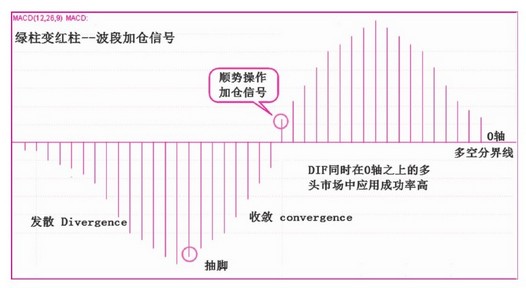 MACD(12,26,9) MACD:
绿柱变红柱--波段加仓信号
顺势操作
加仓信号
0轴
多空分界线
DIF同时在0轴之上的多
头市场中应用成功率高
发散 Divergence
收敛 convergence
抽脚